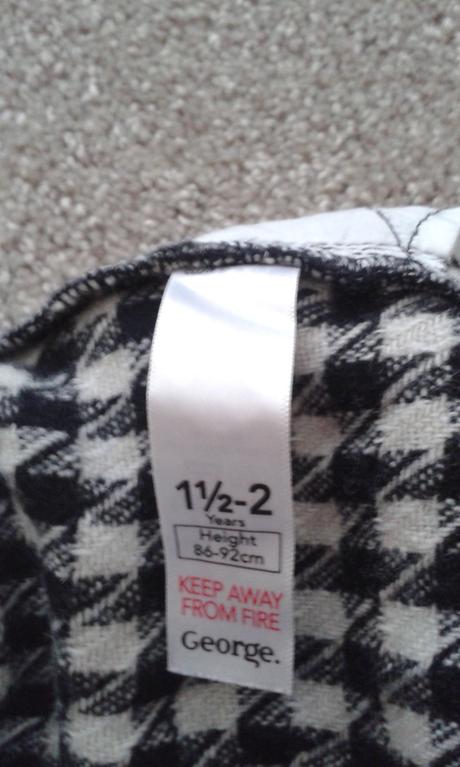 1½-2
Years
Height
86-92cm
KEEP AWAY
FROM FIRE
George.